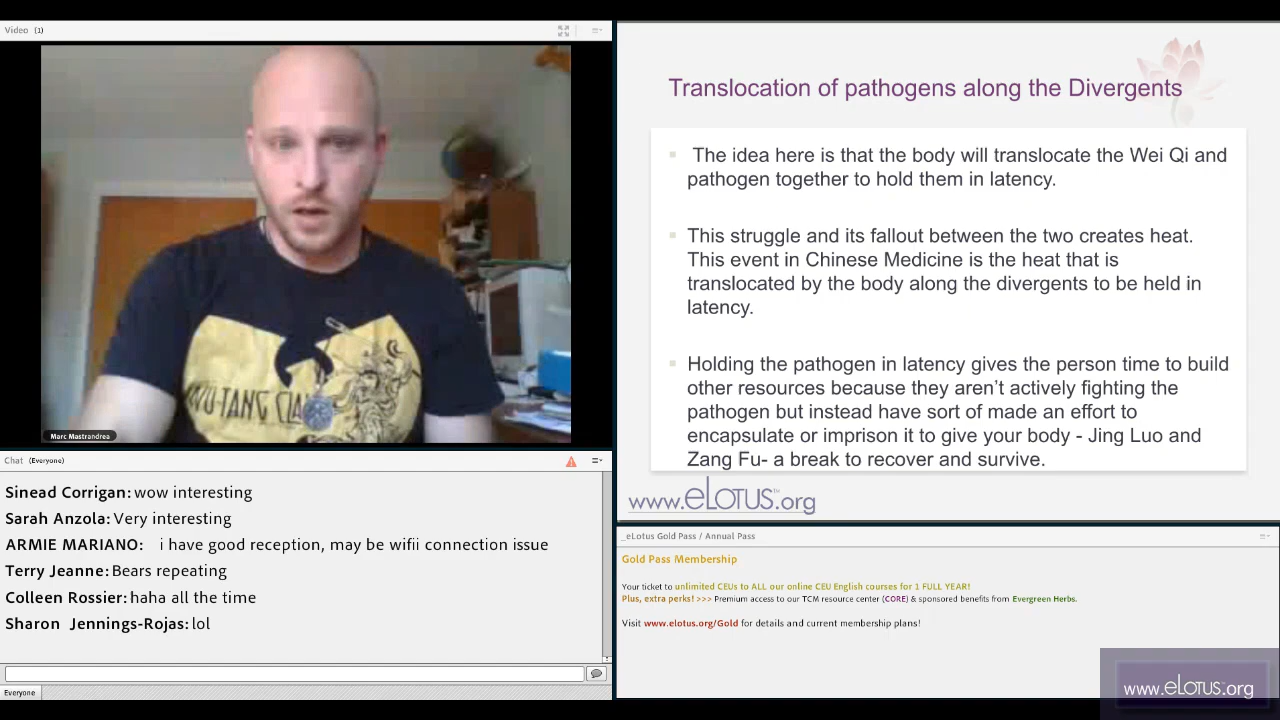 Video (1)
Marc Mastrandrea
WU-TANG CLA
Chat (Everyone)
Sinead Corrigan: wow interesting
Sarah Anzola: Very interesting
ARMIE MARIANO: i have good reception, may be wifii connection issue
Terry Jeanne: Bears repeating
Colleen Rossier: haha all the time
Sharon Jennings-Rojas: lol
Everyone
Translocation of pathogens along the Divergents
The idea here is that the body will translocate the Wei Qi and
pathogen together to hold them in latency.
This struggle and its fallout between the two creates heat.
This event in Chinese Medicine is the heat that is
translocated by the body along the divergents to be held in
latency.
Holding the pathogen in latency gives the person time to build
other resources because they aren't actively fighting the
pathogen but instead have sort of made an effort to
encapsulate or imprison it to give your body - Jing Luo and
Zang Fu- a break to recover and survive.
www.eLOTUS.org
_eLotus Gold Pass / Annual Pass
Gold Pass Membership
Your ticket to unlimited CEUs to ALL our online CEU English courses for 1 FULL YEAR!
Plus, extra perks! >>> Premium access to our TCM resource center (CORE) & sponsored benefits from Evergreen Herbs.
Visit www.elotus.org/Gold for details and current membership plans!
www.eLOTUS.org